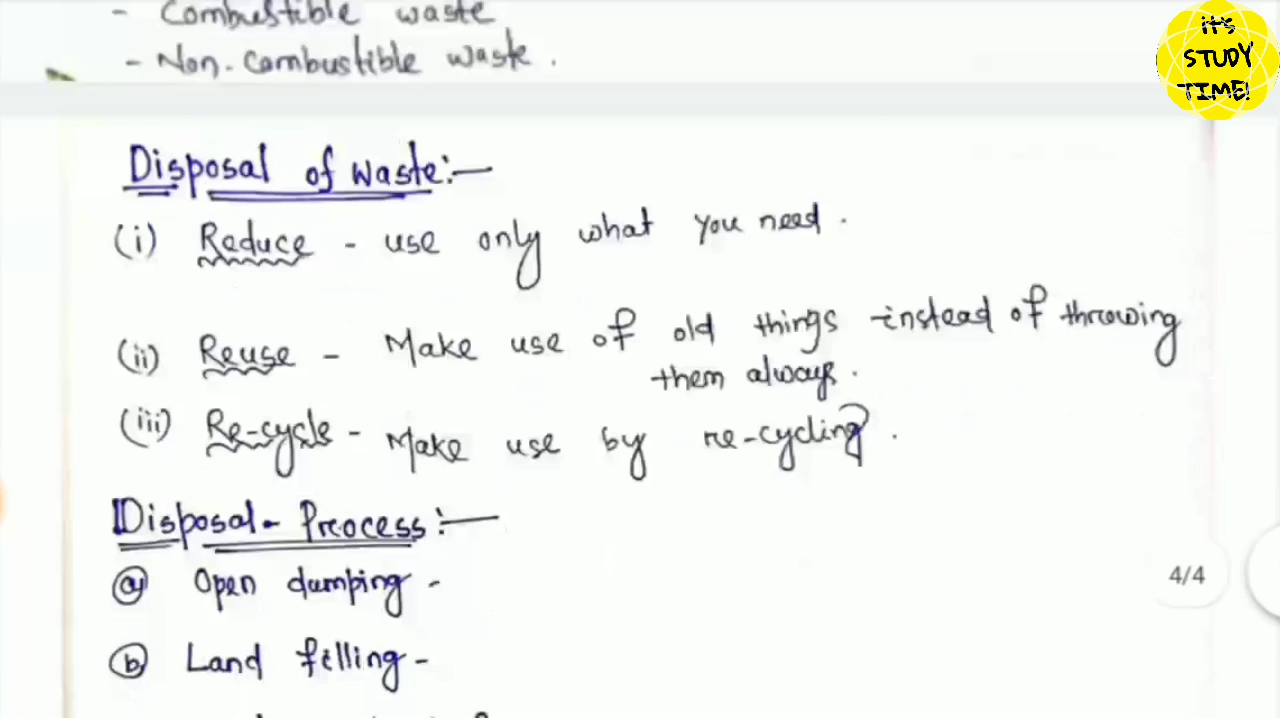 - Combustible waste
- Non-Combustible waste.
IT'S
STUDY
TIME!
Disposal of waste:-
(i) Reduce - use only what you need.
(ii) Reuse - Make use of old things instead of throwing
them always.
(iii) Re-cycle - Make use by re-cycling.
Disposal - Process:-
(a) Open dumping -
4/4
(b) Land filling -